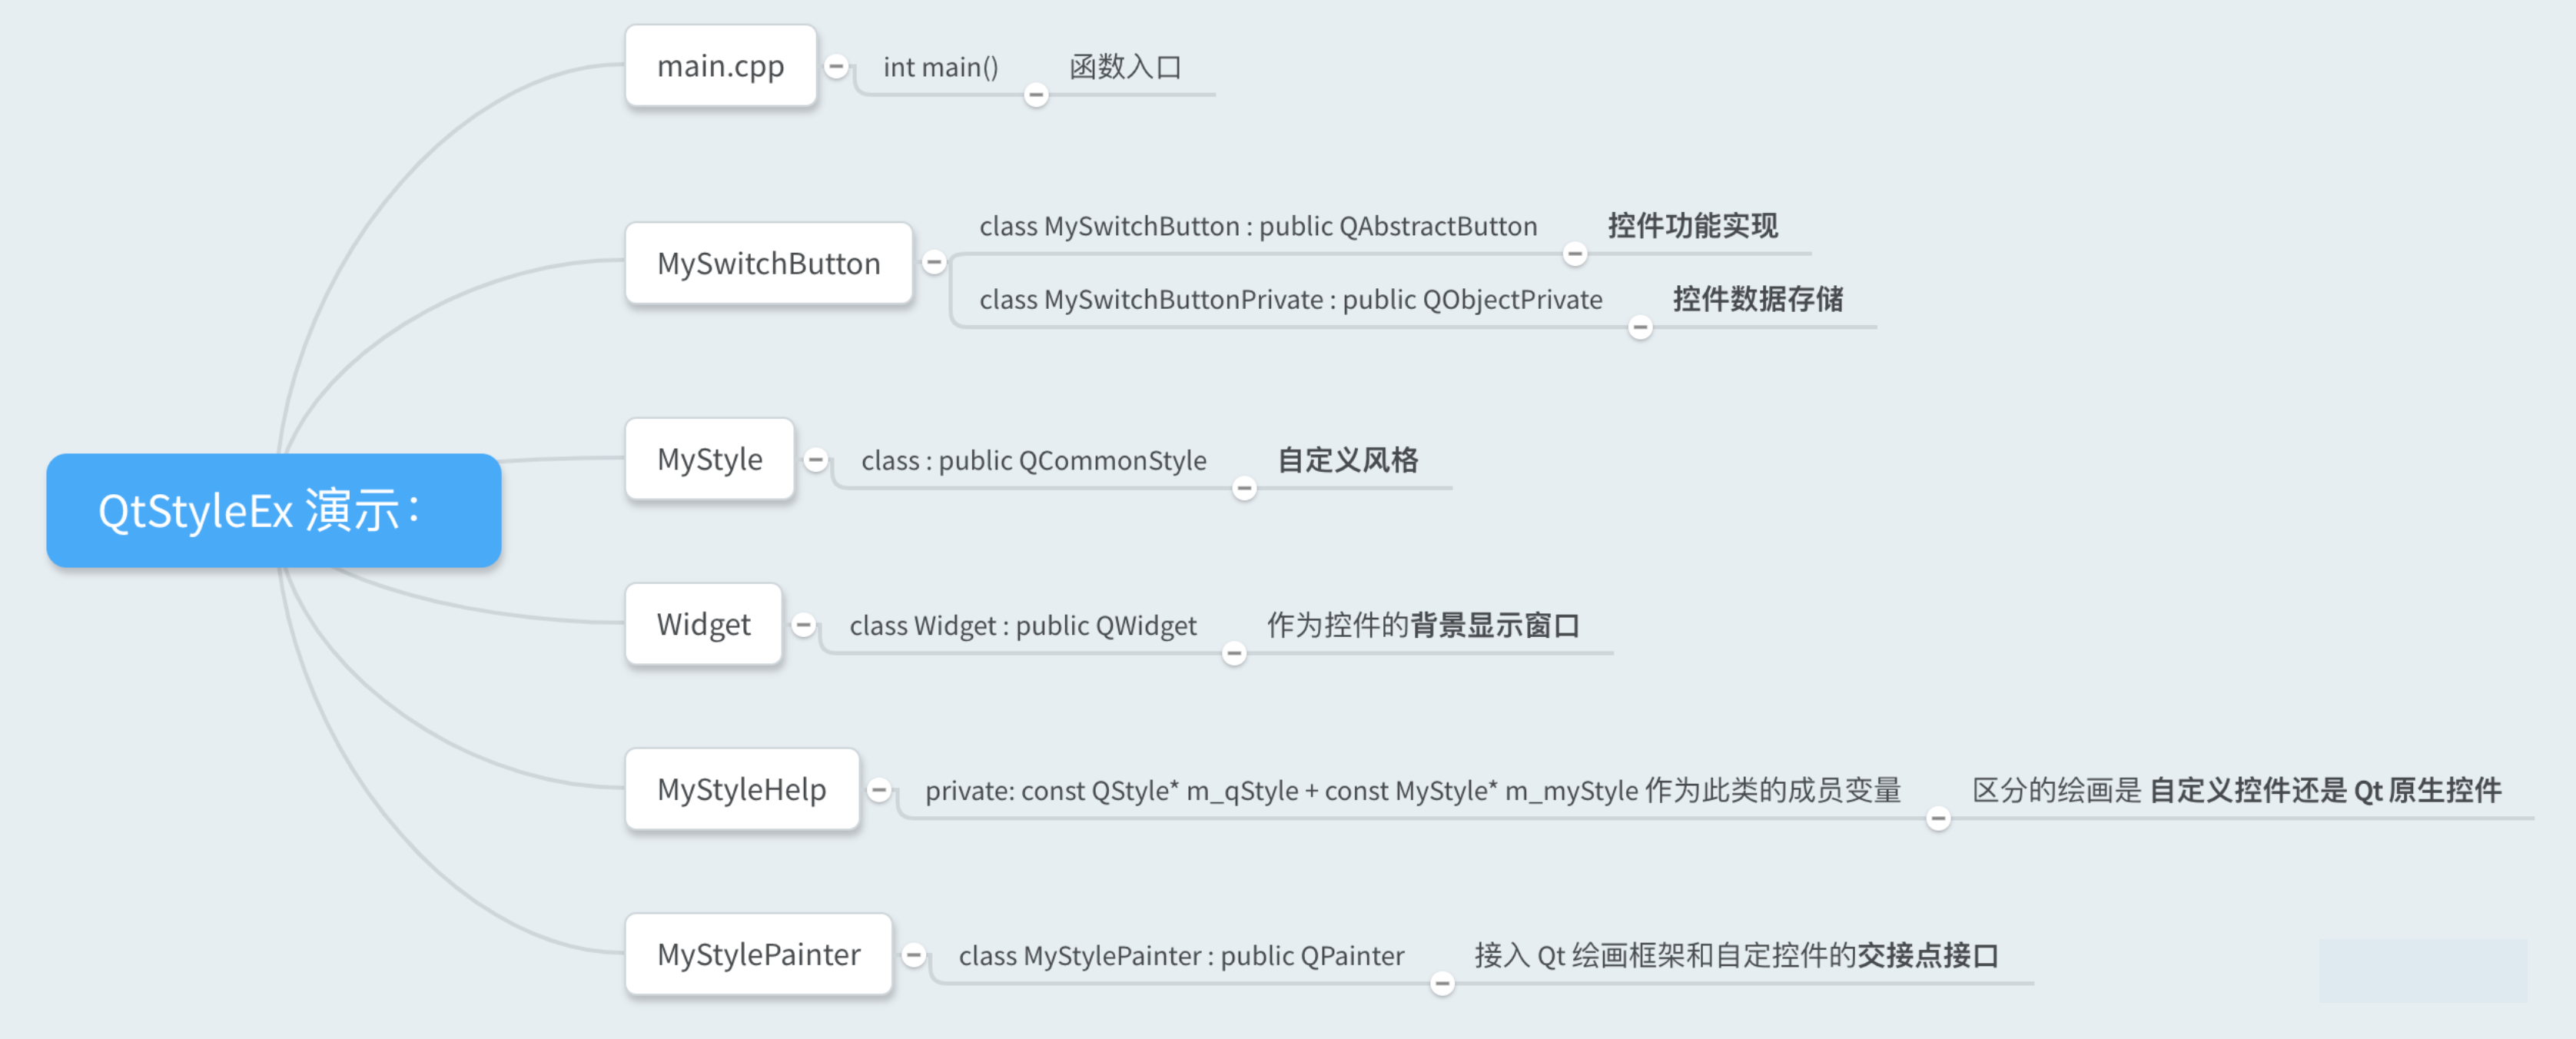 main.cpp
int main()
函数入口
MySwitchButton
class MySwitchButton : public QAbstractButton
控件功能实现
class MySwitchButtonPrivate : public QObjectPrivate
控件数据存储
MyStyle
class : public QCommonStyle
自定义风格
QtStyleEx 演示：
Widget
class Widget : public QWidget
作为控件的背景显示窗口
MyStyleHelp
private: const QStyle* m_qStyle + const MyStyle* m_myStyle 作为此类的成员变量
区分的绘画是 自定义控件还是 Qt 原生控件
MyStylePainter
class MyStylePainter : public QPainter
接入 Qt 绘画框架和自定控件的交接点接口